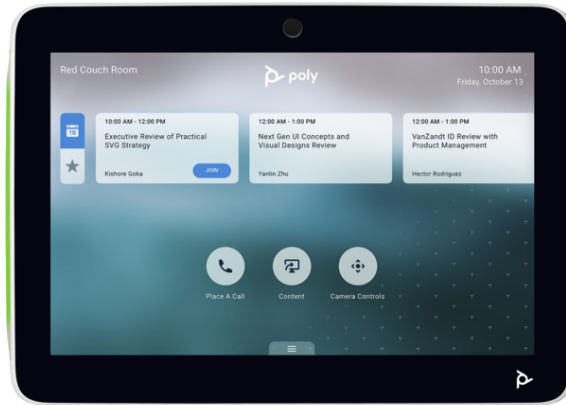 Red Couch Room
poly
10:00 AM
Friday, October 13
10
10:00 AM - 12:00 PM
Executive Review of Practical
SVG Strategy
Kishore Goka
JOIN
12:00 AM - 1:00 PM
Next Gen UI Concepts and
Visual Designs Review
Yanlin Zhu
12:00 AM - 1:00 PM
VanZandt ID Review with
Product Management
Hector Rodriguez
Place A Call
Content
Camera Controls